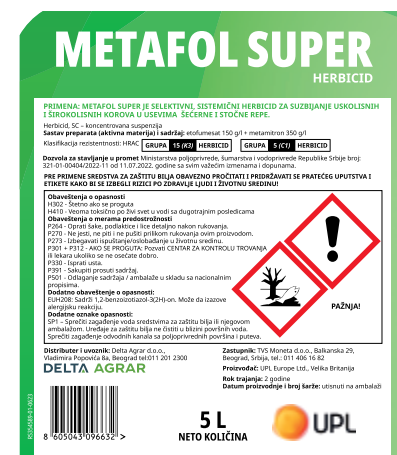 METAFOL SUPER
HERBICID
PRIMENA: METAFOL SUPER JE SELEKTIVNI, SISTEMIČNI HERBICID ZA SUZBIJANJE USKOLISNIH
I ŠIROKOLISNIH KOROVA U USEVIMA ŠEĆERNE I STOČNE REPE.
Herbicid, SC – koncentrovana suspenzija
Sastav preparata (aktivna materija) i sadržaj: etofumesat 150 g/l + metamitron 350 g/l
Klasifikacija rezistentnosti: HRAC GRUPA 15 (K3) HERBICID GRUPA 5 (C1) HERBICID
Dozvola za stavljanje u promet Ministarstva poljoprivrede, šumarstva i vodoprivrede Republike Srbije broj:
321-01-00404/2022-11 od 11.07.2022. godine sa svim važećim izmenama i dopunama.
PRE PRIMENE SREDSTVA ZA ZAŠTITU BILJA OBAVEZNO PROČITATI I PRIDRŽAVATI SE PRATEĆEG UPUTSTVA I
ETIKETE KAKO BI SE IZBEGLI RIZICI PO ZDRAVLJE LJUDI I ŽIVOTNU SREDINU!
Obaveštenja o opasnosti
H302 - Štetno ako se proguta
H410 - Veoma toksično po živi svet u vodi sa dugotrajnim posledicama
Obaveštenja o merama predostrožnosti
P264 - Oprati šake, podlaktice i lice detaljno nakon rukovanja.
P270 - Ne jesti, ne piti i ne pušiti prilikom rukovanja ovim proizvodom.
P273 - Izbegavati ispuštanje/oslobađanje u životnu sredinu.
P301 + P312 - AKO SE PROGUTA: Pozvati CENTAR ZA KONTROLU TROVANJA
ili lekara ukoliko se ne osećate dobro.
P330 - Isprati usta.
P391 - Sakupiti prosuti sadržaj.
P501 - Odlaganje sadržaja / ambalaže u skladu sa nacionalnim
propisima.
Dodatno obaveštenje o opasnosti:
EUH208: Sadrži 1,2-benzoizotiazol-3(2H)-on. Može da izazove
alergijsku reakciju.
Dodatne oznake opasnosti:
SP1 – Sprečiti zagađenje voda sredstvima za zaštitu bilja ili njegovom
ambalažom. Uređaje za zaštitu bilja ne čistiti u blizini površnih voda.
Sprečiti zagađenje odvodnih kanala sa poljoprivrednih površina i puteva.
PAŽNJA!
Distributer i uvoznik: Delta Agrar d.o.o.,
Vladimira Popovića 8a, Beograd tel:011 201 2300
DELTA AGRAR
Zastupnik: TVS Moneta d.o.o., Balkanska 29,
Beograd, Srbija, tel.: 011 406 16 82
Proizvođač: UPL Europe Ltd., Velika Britanija
Rok trajanja: 2 godine
Datum proizvodnje i broj šarže: utisnuti na ambalaži
8 605043 096632 >
5 L
NETO KOLIČINA
UPL